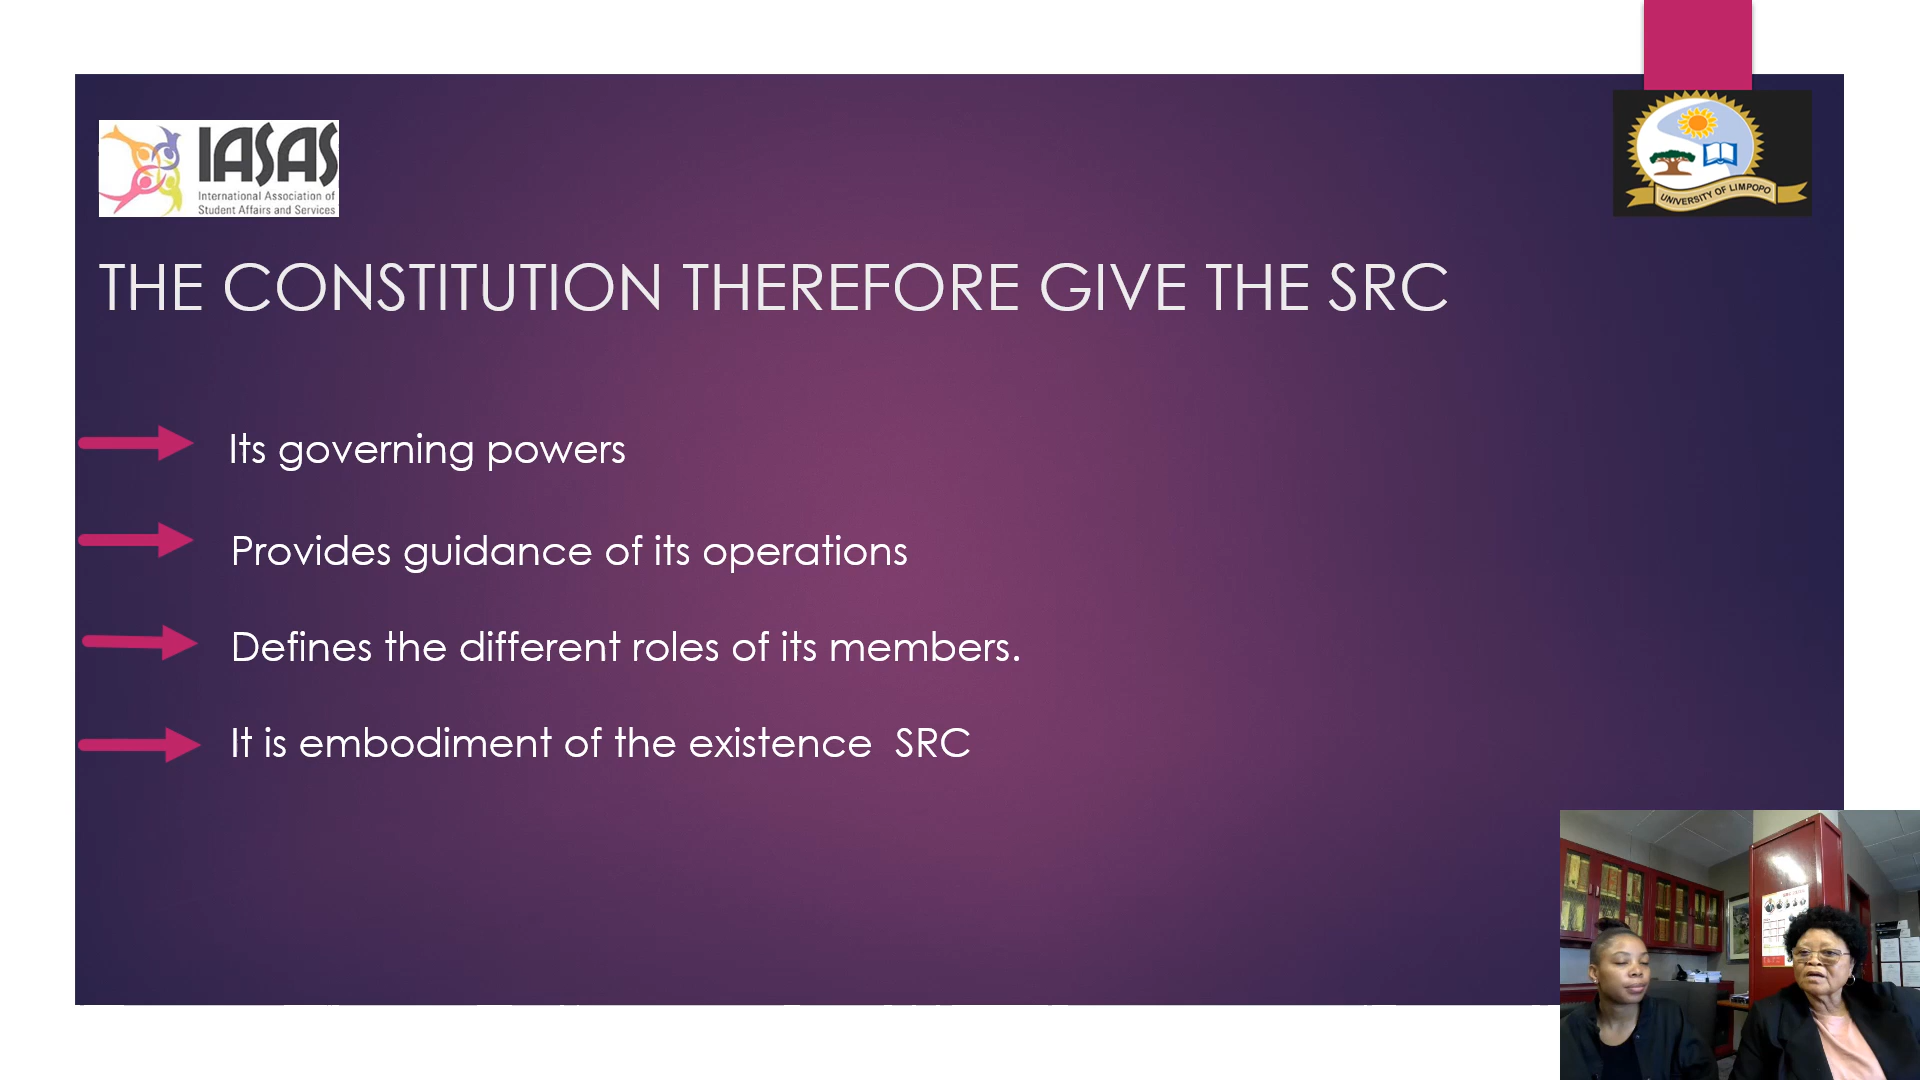 IASAS
International Association of
Student Affairs and Services
UNIVERSITY OF LIMPOPO
THE CONSTITUTION THEREFORE GIVE THE SRC
Its governing powers
Provides guidance of its operations
Defines the different roles of its members.
It is embodiment of the existence  SRC